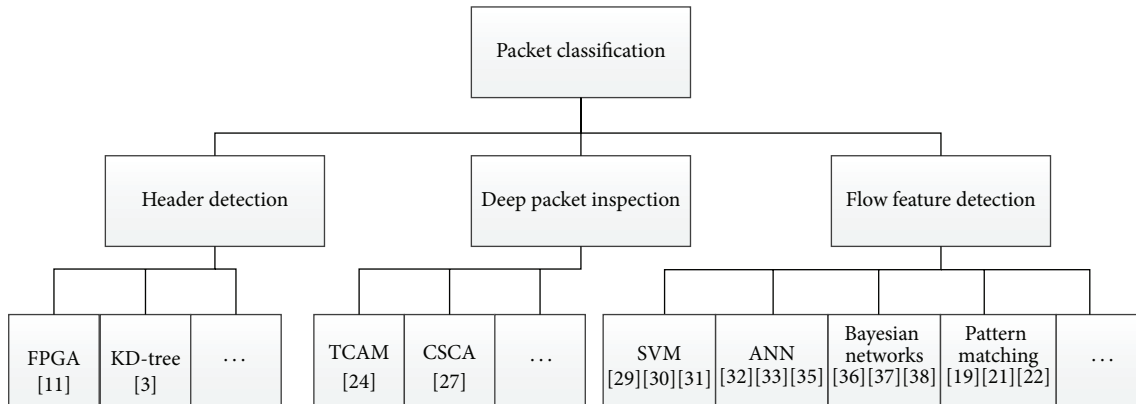 Packet classification
Header detection
Deep packet inspection
Flow feature detection
FPGA
[11]
KD-tree
[3]
...
TCAM
[24]
CSCA
[27]
...
SVM
[29][30][31]
ANN
[32][33][35]
Bayesian
networks
[36][37][38]
Pattern
matching
[19][21][22]
...